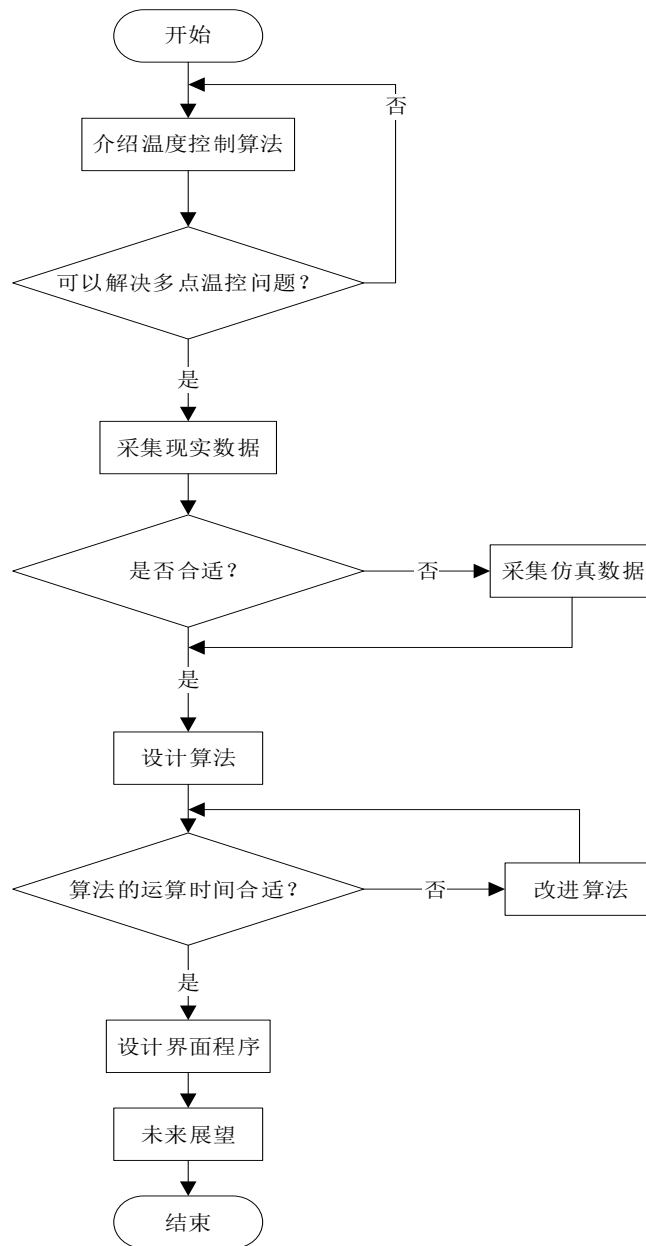 开始
否
介绍温度控制算法
可以解决多点温控问题?
是
采集现实数据
是否合适?
否
采集仿真数据
是
设计算法
算法的运算时间合适?
否
改进算法
是
设计界面程序
未来展望
结束